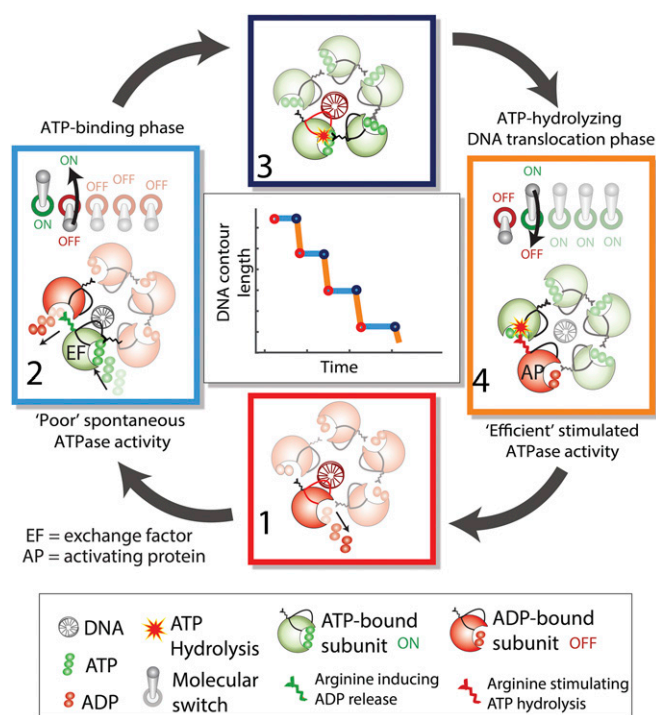 ATP-binding phase
3
ATP-hydrolyzing
DNA translocation phase
ON
OFF
OFF
OFF
OFF
ON
OFF
EF
2
'Poor' spontaneous
ATPase activity
DNA contour
length
Time
ON
OFF
OFF
ON
ON
ON
AP
4
'Efficient' stimulated
ATPase activity
1
EF = exchange factor
AP = activating protein
DNA
ATP
Hydrolysis
ATP-bound
subunit ON
ADP-bound
subunit OFF
ATP
ADP
Molecular
switch
Arginine inducing
ADP release
Arginine stimulating
ATP hydrolysis